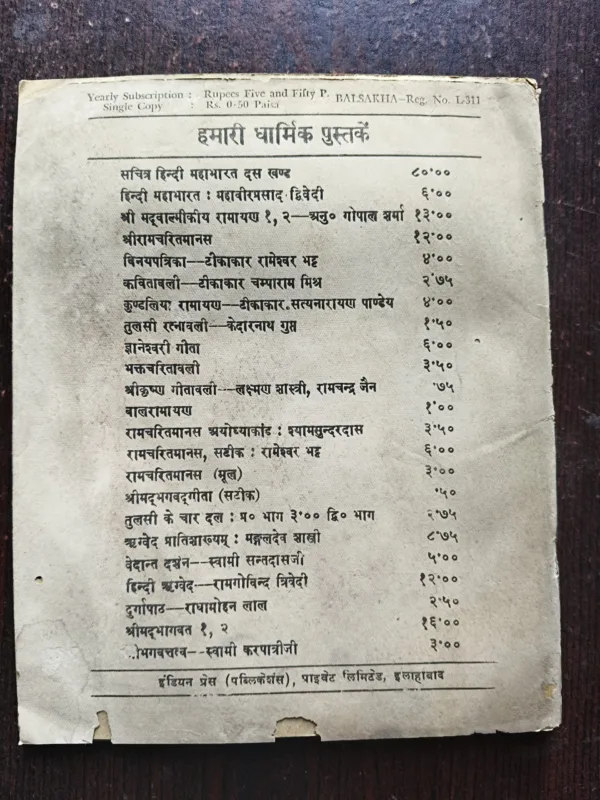 Yearly Subscription : Rupees Five and Fifty P. BALSAKHA—Reg. No. L-311
Single Copy : Rs. 0-50 Paisa
हमारी धार्मिक पुस्तकें
सचित्र हिन्दी महाभारत दस खण्ड ८०·००
हिन्दी महाभारत : महावीरप्रसाद द्विवेदी ६·००
श्री मद्वाल्मीकीय रामायण १, २—अनु० गोपाल शर्मा १३·००
श्रीरामचरितमानस १२·००
विनयपत्रिका—टीकाकार रामेश्वर भट्ट ४·००
कवितावली—टीकाकार चम्पाराम मिश्र २·७५
कुण्डलिया रामायण—टीकाकार.सत्यनारायण पाण्डेय ४·००
तुलसी रत्नावली—केदारनाथ गुप्त १·५०
ज्ञानेश्वरी गीता ६·००
भक्तचरितावली ३·५०
श्रीकृष्ण गीतावली—लक्ष्मण शास्त्री, रामचन्द्र जैन ·७५
बालरामायण १·००
रामचरितमानस अयोध्याकांड : श्यामसुन्दरदास ३·५०
रामचरितमानस, सटीक : रामेश्वर भट्ट ६·००
रामचरितमानस (मूल) ३·००
श्रीमद्भगवद्गीता (सटीक) ·५०
तुलसी के चार दल : प्र० भाग ३·०० द्वि० भाग २·७५
ऋग्वेद प्रातिशाख्यम् : मङ्गलदेव शास्त्री ८·७५
वेदान्त दर्शन—स्वामी सन्तदासजी ५·००
हिन्दी ऋग्वेद—रामगोविन्द त्रिवेदी १२·००
दुर्गापाठ—राधामोहन लाल २·५०
श्रीमद्भागवत १, २ १६·००
भगवत्तत्व—स्वामी करपात्रीजी ३·००
इंडियन प्रेस (पब्लिकेशंस), प्राइवेट लिमिटेड, इलाहाबाद